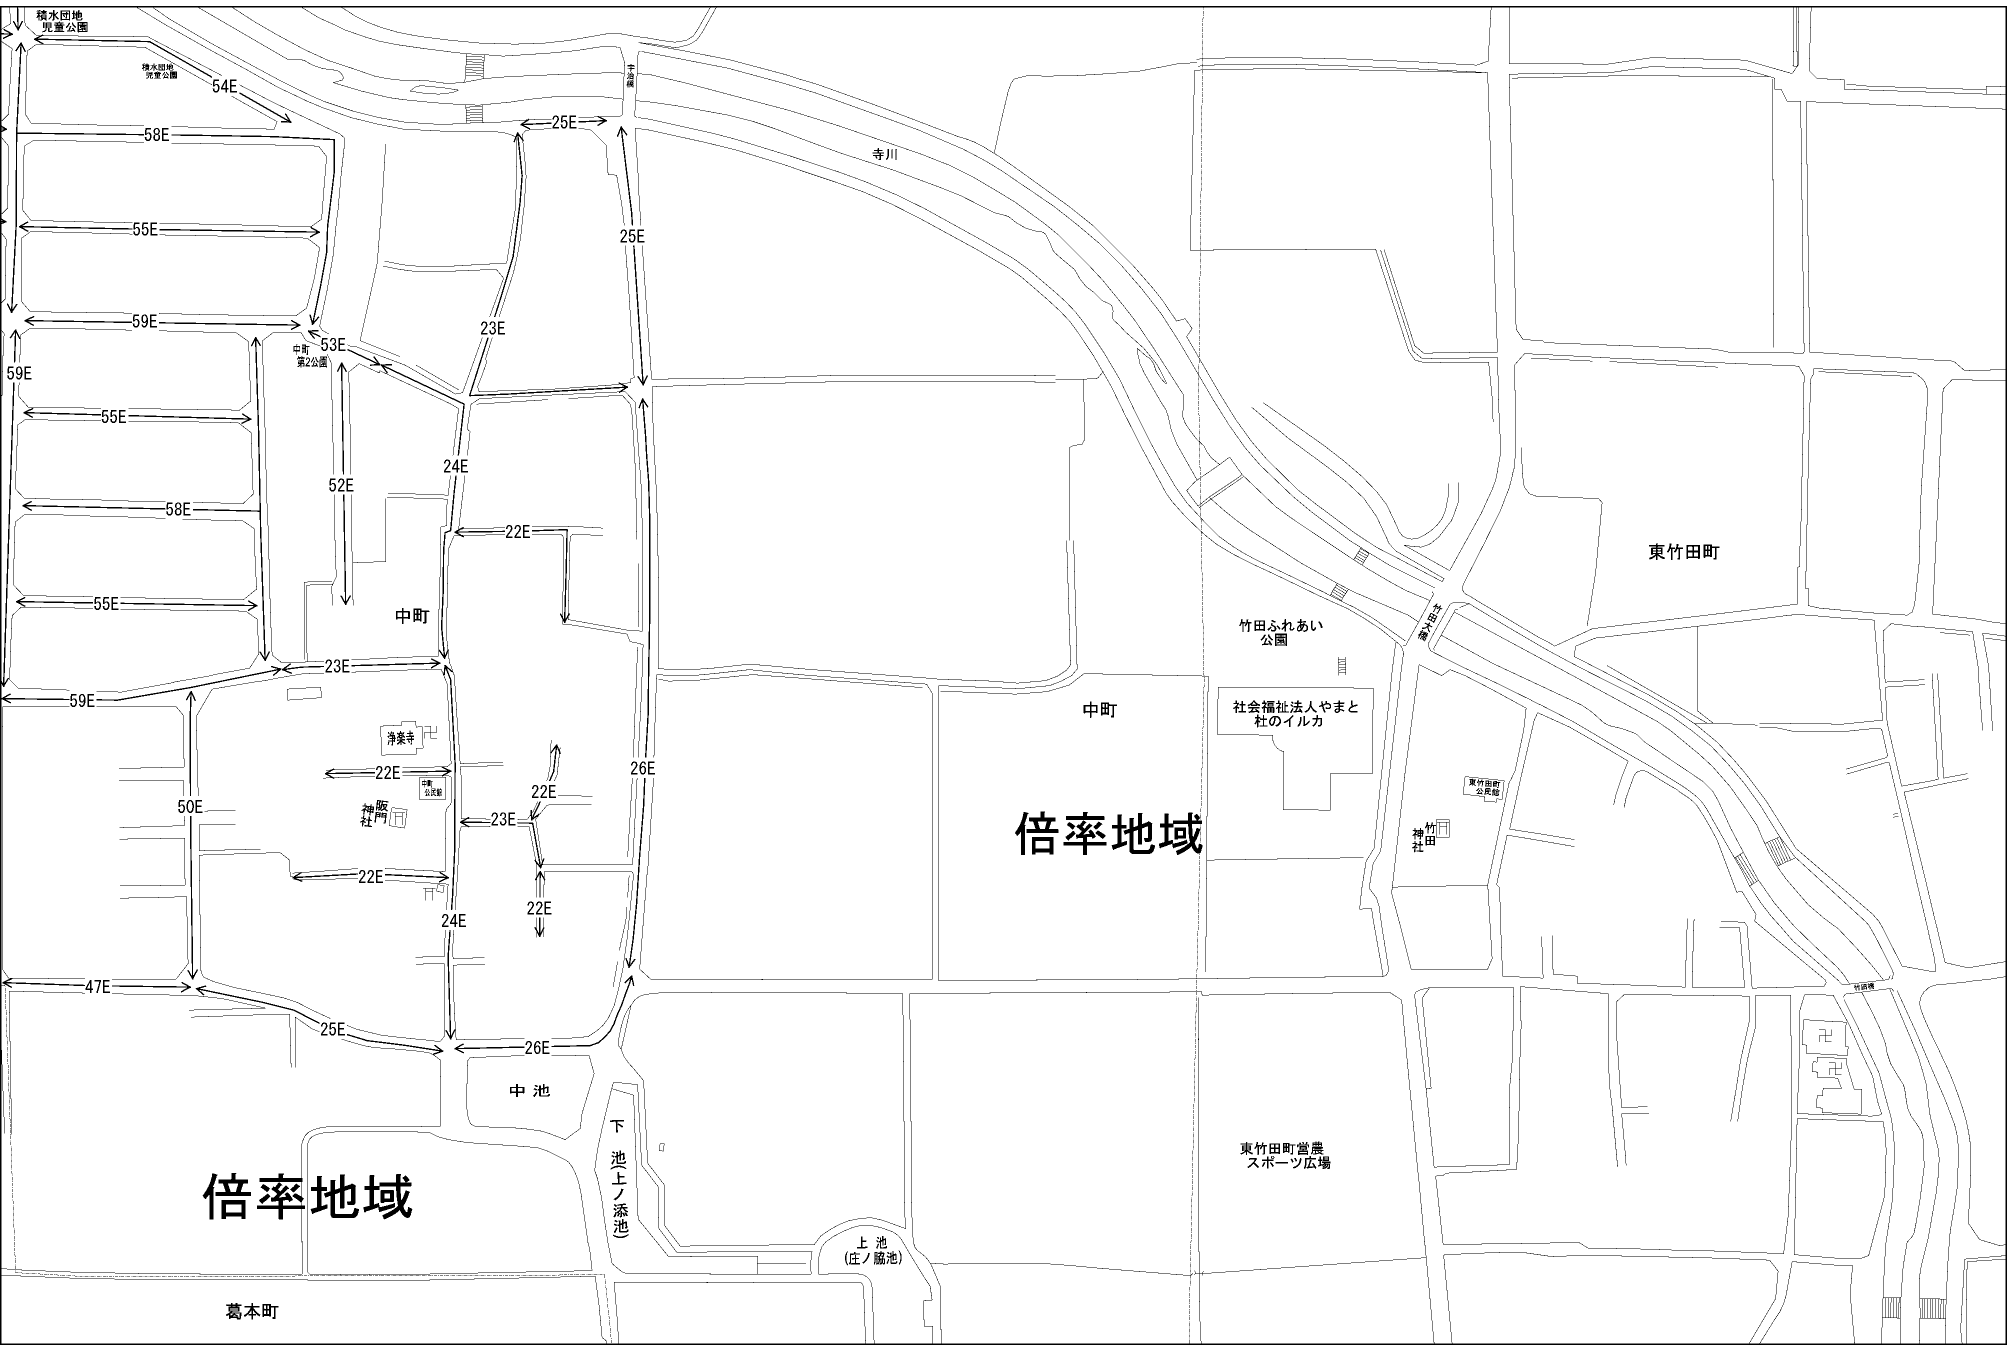 積水団地
児童公園
積水団地
児童公園
54E
宇治橋
25E
58E
寺川
55E
25E
59E
23E
53E
中町
第2公園
59E
55E
24E
52E
58E
22E
東竹田町
55E
中町
竹田大橋
竹田ふれあい
公園
23E
59E
中町
社会福祉法人やまと
杜のイルカ
浄楽寺
22E
中町
公民館
26E
22E
東竹田町
公民館
50E
阪門
神社
23E
倍率地域
竹田
神社
22E
22E
24E
47E
25E
26E
中池
下池(上ノ添池)
東竹田町営農
スポーツ広場
倍率地域
上池
(庄ノ脇池)
葛本町